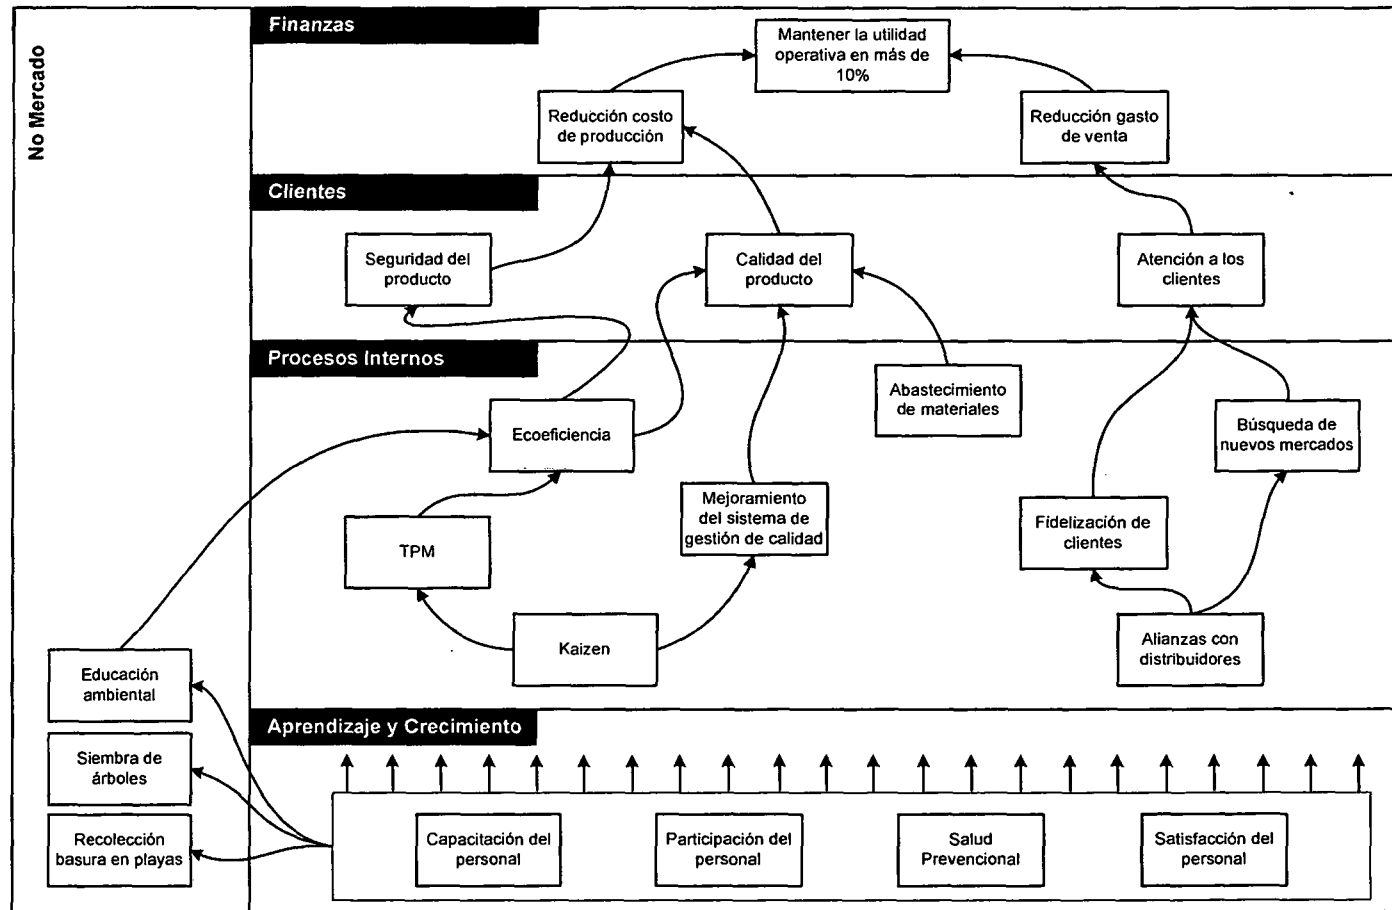 No Mercado
Finanzas
Mantener la utilidad
operativa en más de
10%
Reducción costo
de producción
Reducción gasto
de venta
Clientes
Seguridad del
producto
Calidad del
producto
Atención a los
clientes
Procesos Internos
Abastecimiento
de materiales
Ecoeficiencia
Búsqueda de
nuevos mercados
Mejoramiento
del sistema de
gestión de calidad
TPM
Fidelización de
clientes
Kaizen
Alianzas con
distribuidores
Educación
ambiental
Aprendizaje y Crecimiento
Siembra de
árboles
Recolección
basura en playas
Capacitación del
personal
Participación del
personal
Salud
Prevencional
Satisfacción del
personal